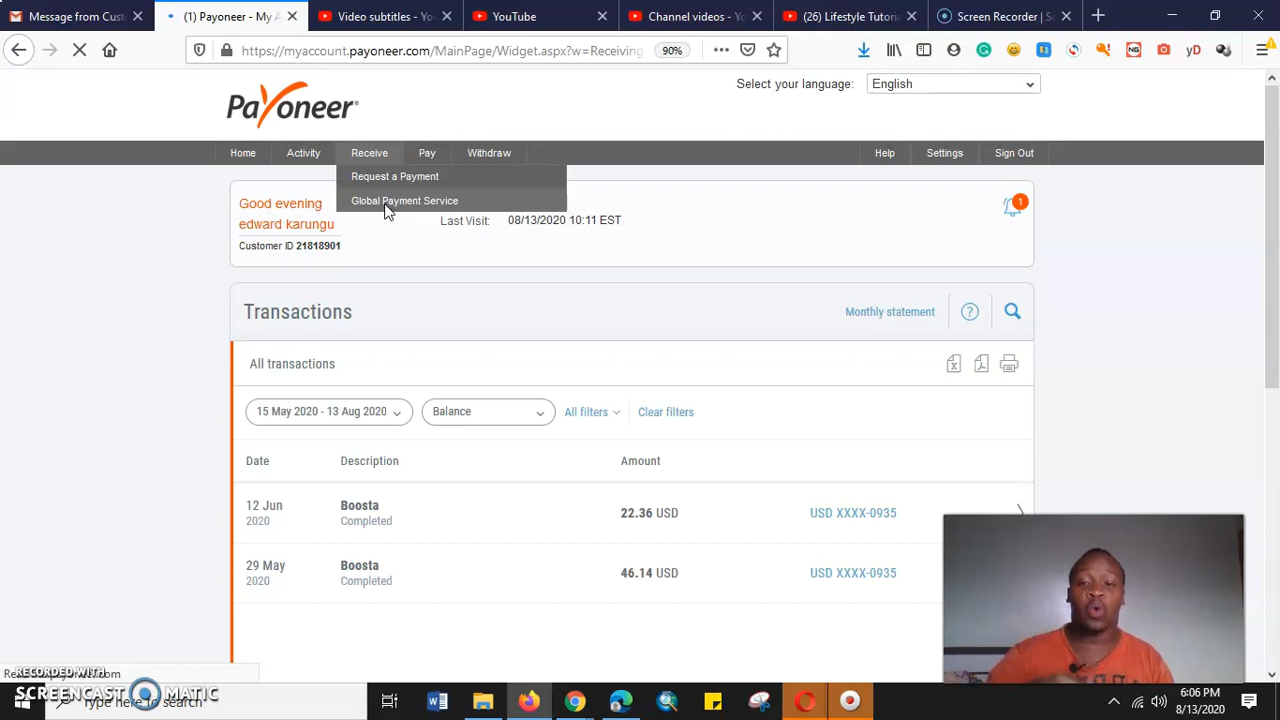 Message from Cust
(1) Payoneer - My A
Video subtitles - Yo
YouTube
Channel videos - Yo
(26) Lifestyle Tutori
Screen Recorder | S
https://myaccount.payoneer.com/MainPage/Widget.aspx?w=Receiving
90%
Select your language:
English
Payoneer
Home
Activity
Receive
Pay
Withdraw
Help
Settings
Sign Out
Request a Payment
Global Payment Service
Good evening
edward karungu
Customer ID 21818901
Last Visit: 08/13/2020 10:11 EST
1
Transactions
Monthly statement
?
All transactions
15 May 2020 - 13 Aug 2020
Balance
All filters
Clear filters
Date
Description
Amount
12 Jun
2020
Boosta
Completed
22.36 USD
USD XXXX-0935
29 May
2020
Boosta
Completed
46.14 USD
USD XXXX-0935
RECORDED WITH
SCREENCAST MATIC
Type here to search
6:06 PM
8/13/2020